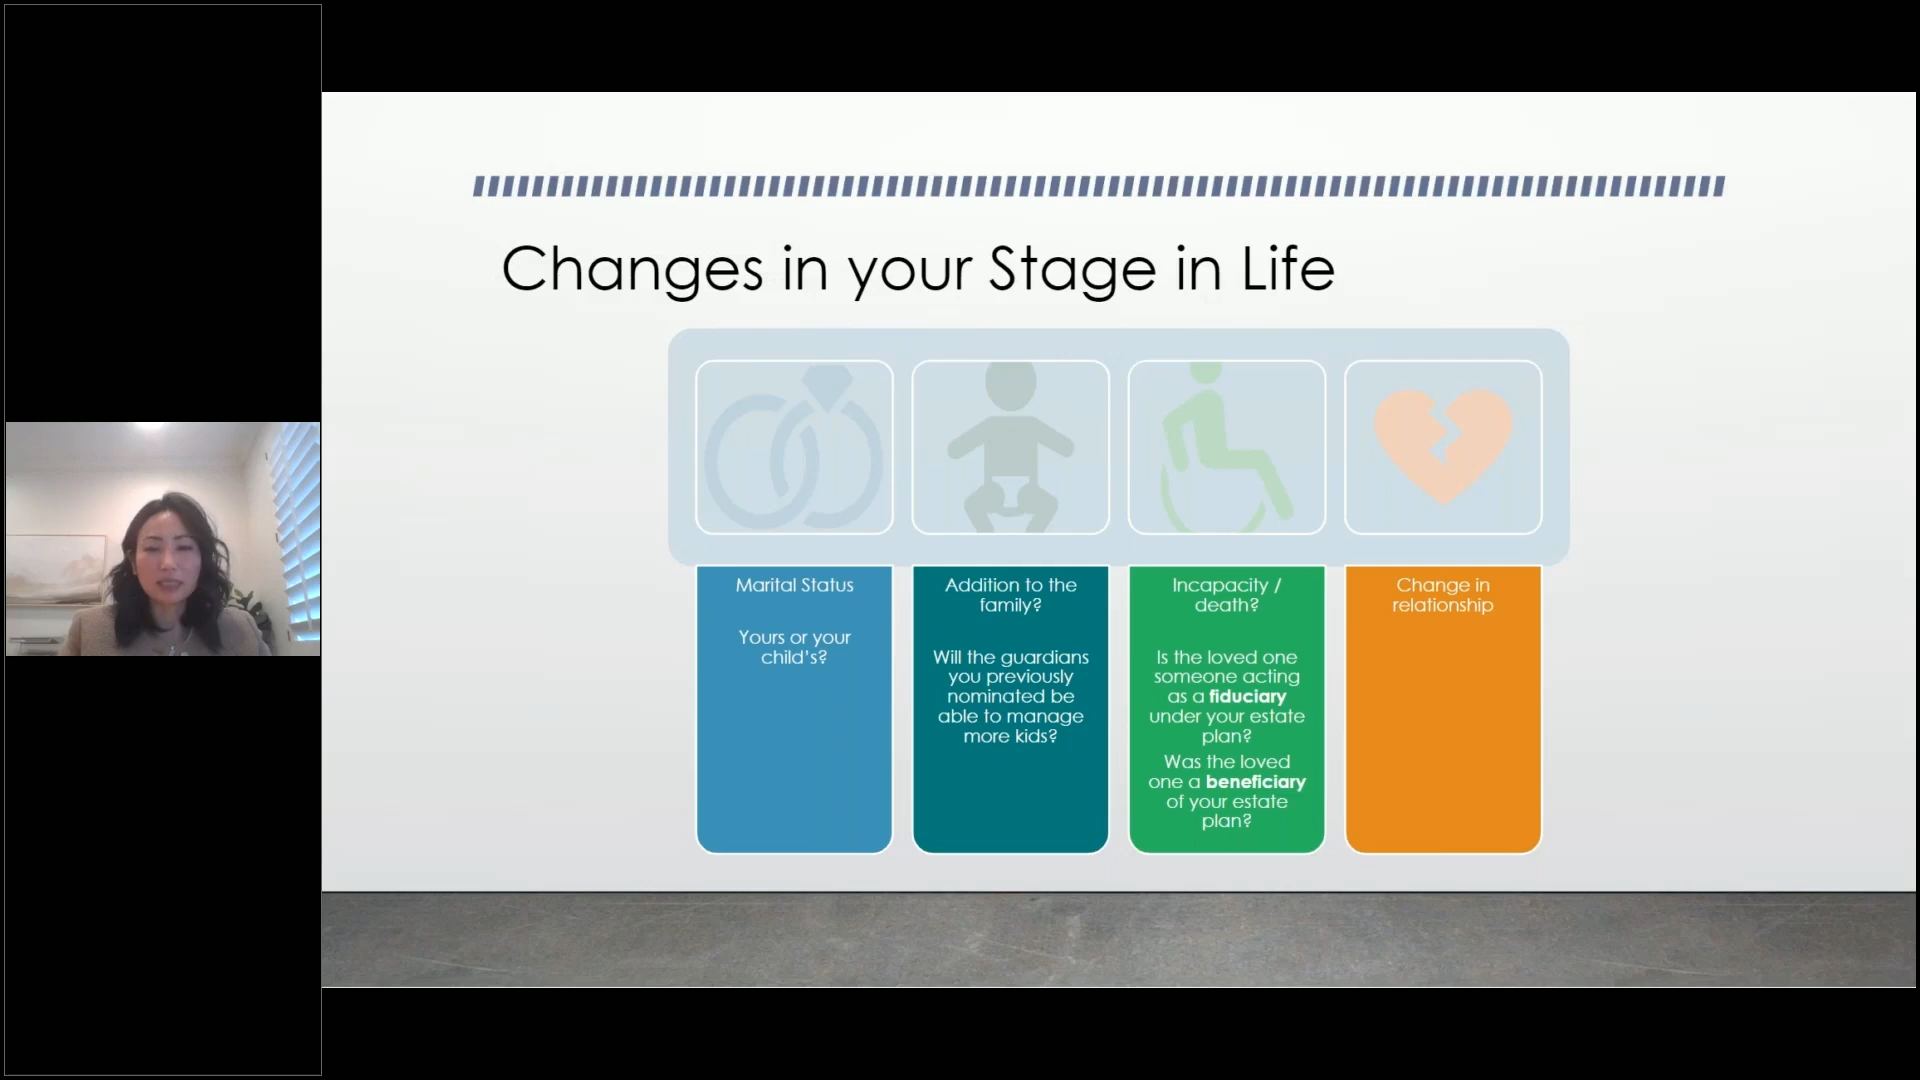 Changes in your Stage in Life
Marital Status
Yours or your
child's?
Addition to the
family?
Will the guardians
you previously
nominated be
able to manage
more kids?
Incapacity /
death?
Is the loved one
someone acting
as a fiduciary
under your estate
plan?
Was the loved
one a beneficiary
of your estate
plan?
Change in
relationship